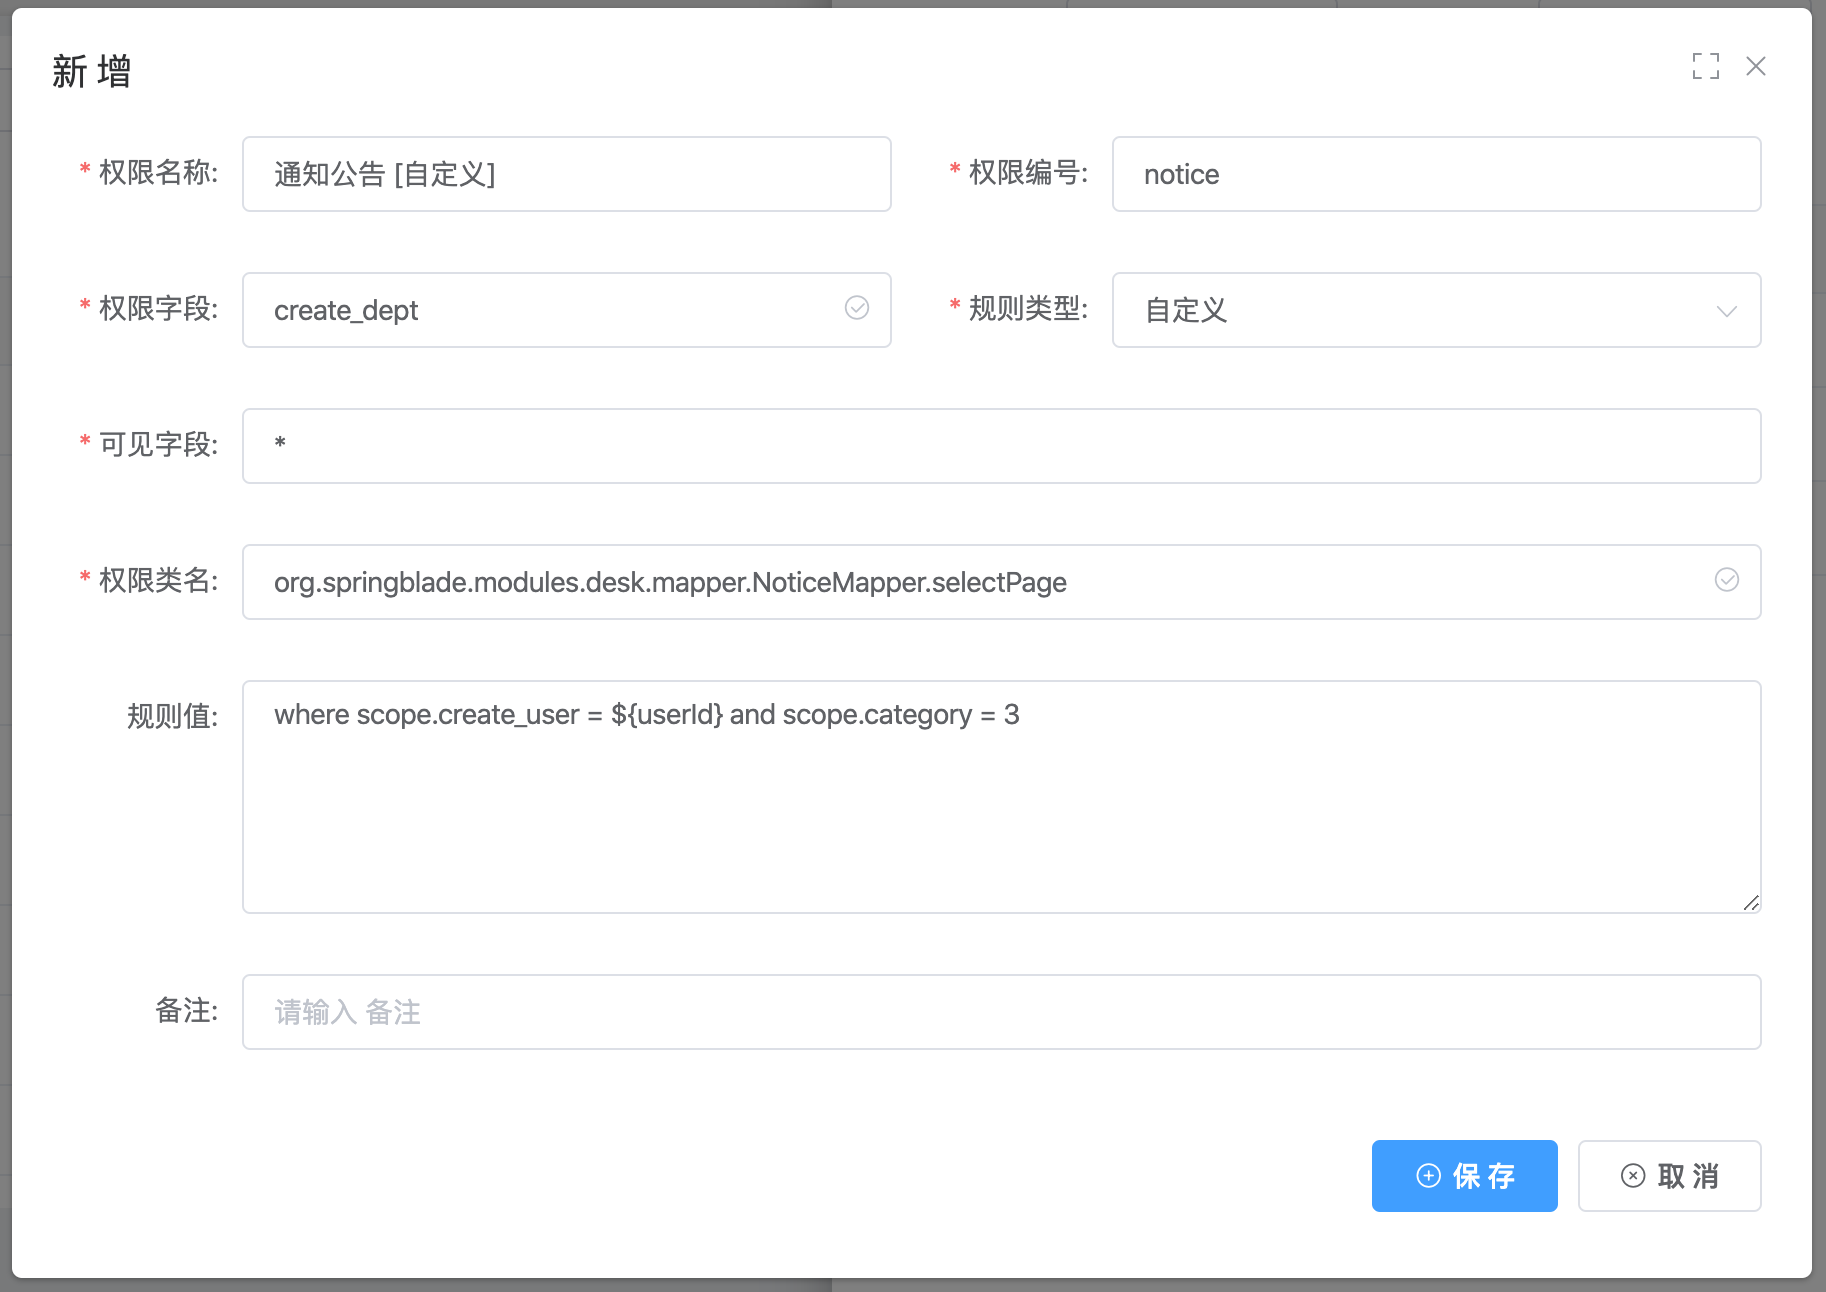 新 增
* 权限名称: 通知公告 [自定义]
* 权限编号: notice
* 权限字段: create_dept
* 规则类型: 自定义
* 可见字段: *
* 权限类名: org.springblade.modules.desk.mapper.NoticeMapper.selectPage
规则值: where scope.create_user = ${userId} and scope.category = 3
备注: 请输入 备注
保 存
取 消